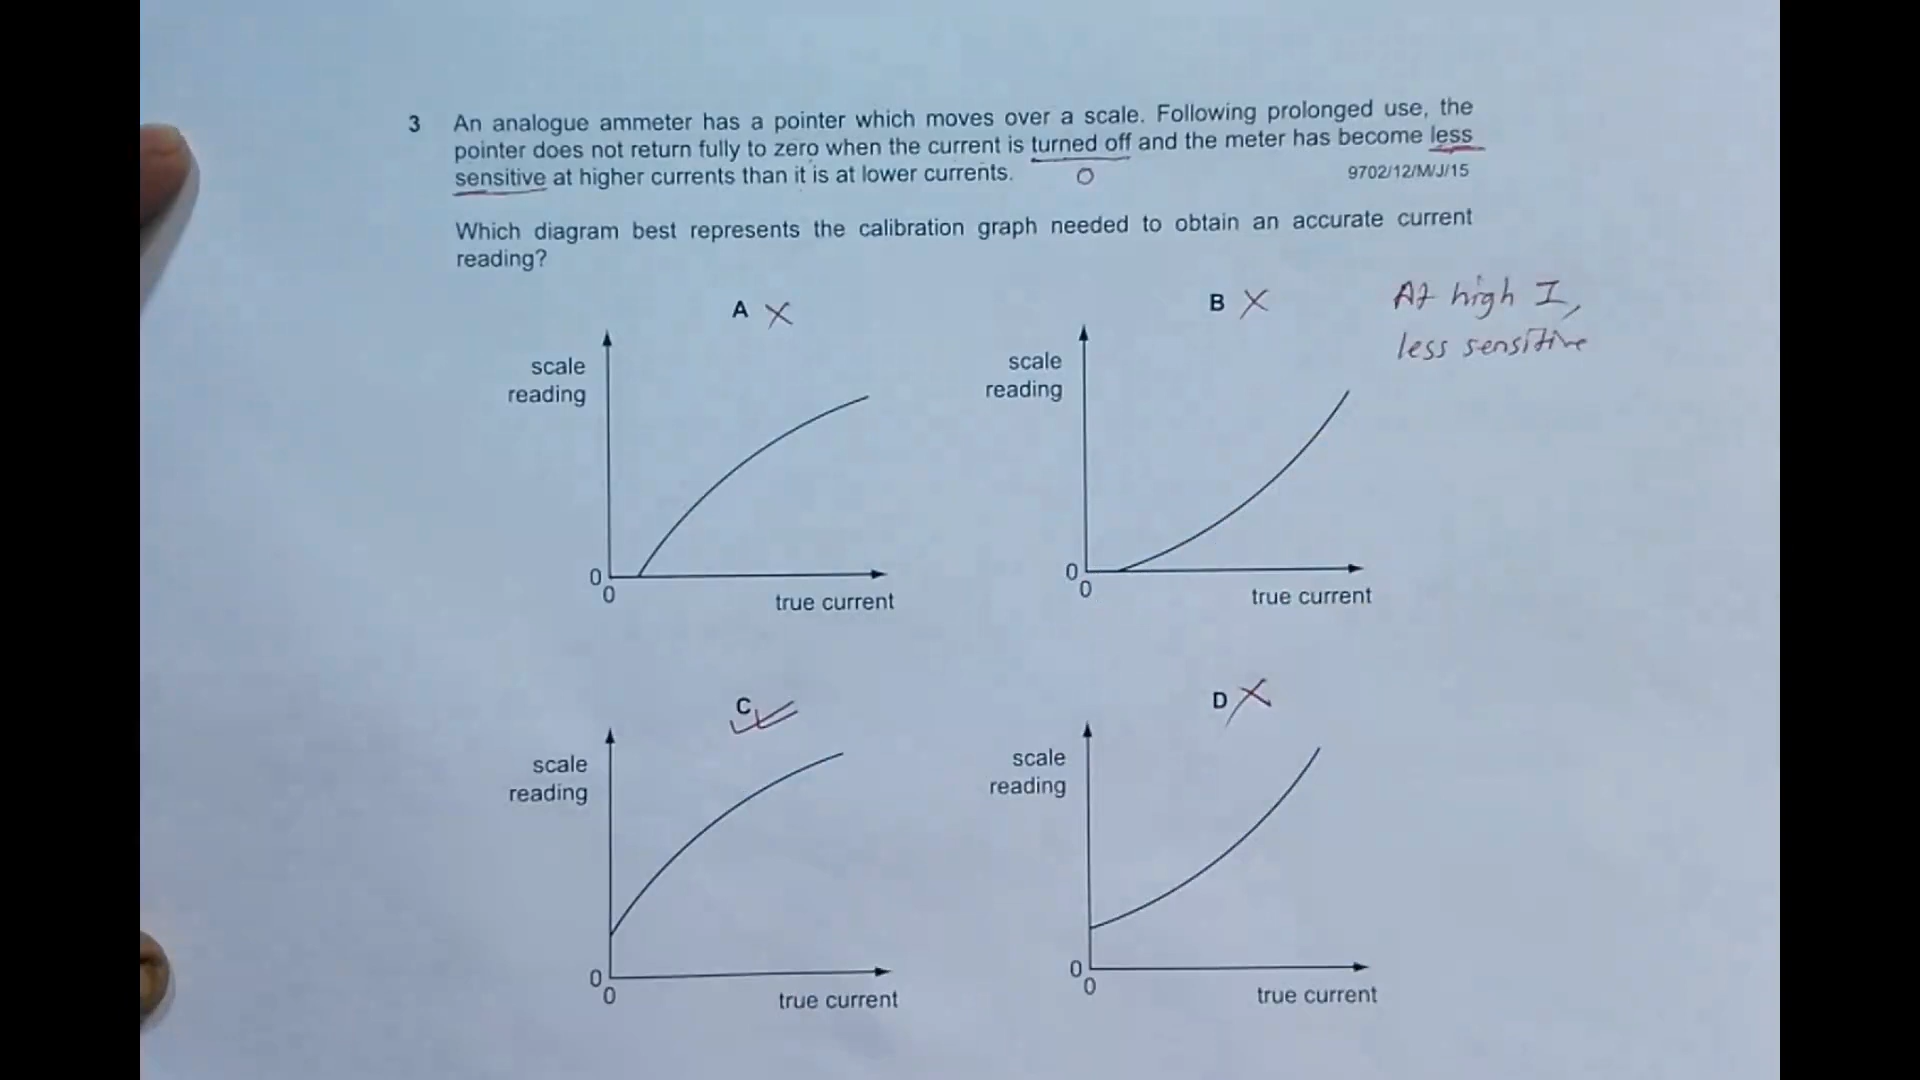 3 An analogue ammeter has a pointer which moves over a scale. Following prolonged use, the
pointer does not return fully to zero when the current is turned off and the meter has become less
sensitive at higher currents than it is at lower currents.
0
9702/12/M/J/15
Which diagram best represents the calibration graph needed to obtain an accurate current
reading?
A X
B X
At high I,
less sensitive
scale
reading
0
0
true current
scale
reading
0
0
true current
C
D X
scale
reading
0
0
true current
scale
reading
0
0
true current